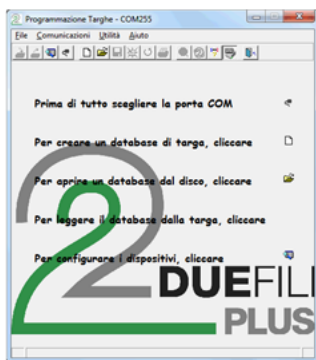 Programmazione Targhe - COM255
File Comunicazioni Utilità Aiuto
Prima di tutto scegliere la porta COM
Per creare un database di targa, cliccare
Per aprire un database dal disco, cliccare
Per leggere il database dalla targa, cliccare
Per configurare i dispositivi, cliccare
2
DUEFILI
PLUS